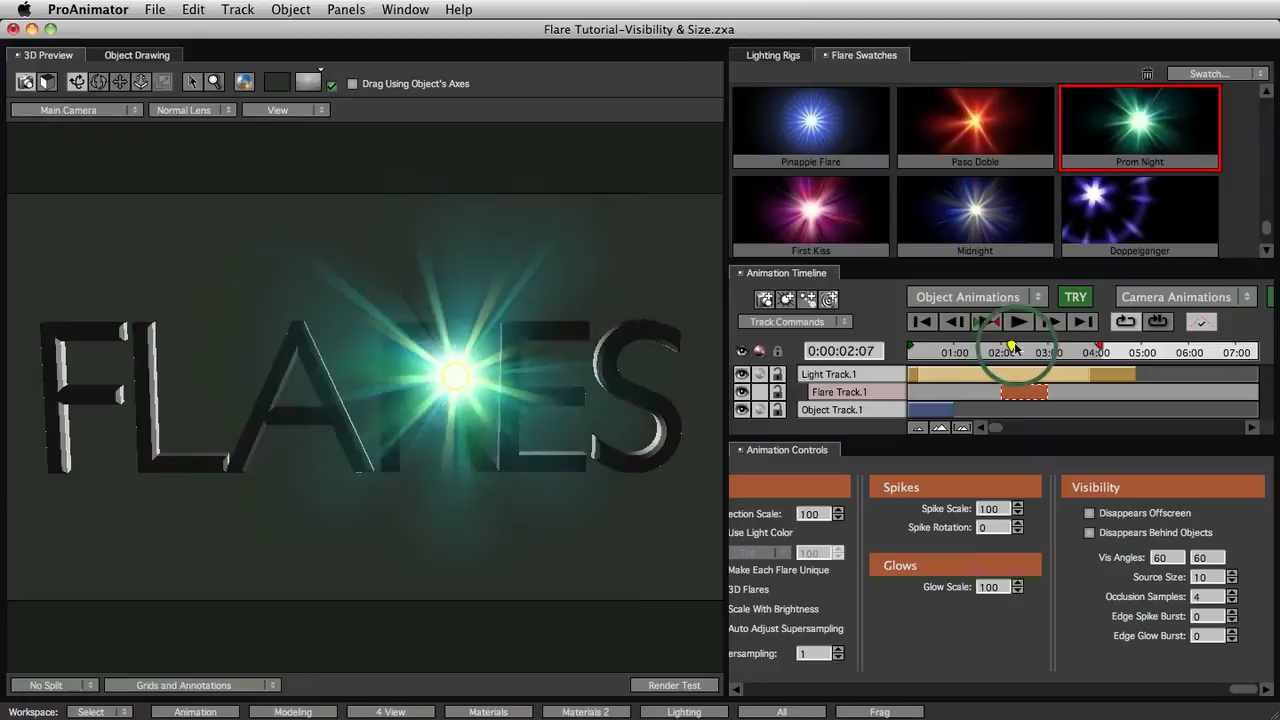 ProAnimator File Edit Track Object Panels Window Help
Flare Tutorial-Visibility & Size.zxa
3D Preview Object Drawing
Drag Using Object's Axes
Main Camera Normal Lens View
FLARES
No Split Grids and Annotations Render Test
Lighting Rigs Flare Swatches
Swatch...
Pinapple Flare Paso Doble Prom Night
First Kiss Midnight Doppelganger
Animation Timeline
Object Animations TRY Camera Animations
Track Commands
0:00:02:07 01:00 02:0 03:00 04:00 05:00 06:00 07:00
Light Track.1
Flare Track.1
Object Track.1
Animation Controls
Spikes Visibility
ection Scale: 100 Spike Scale: 100 Disappears Offscreen
Use Light Color Spike Rotation: 0 Disappears Behind Objects
100 Vis Angles: 60 60
Make Each Flare Unique Glows Source Size: 10
3D Flares Glow Scale: 100 Occlusion Samples: 4
Scale With Brightness Edge Spike Burst: 0
Auto Adjust Supersampling Edge Glow Burst: 0
ersampling: 1
Workspace: Select Animation Modeling 4 View Materials Materials 2 Lighting All Frag